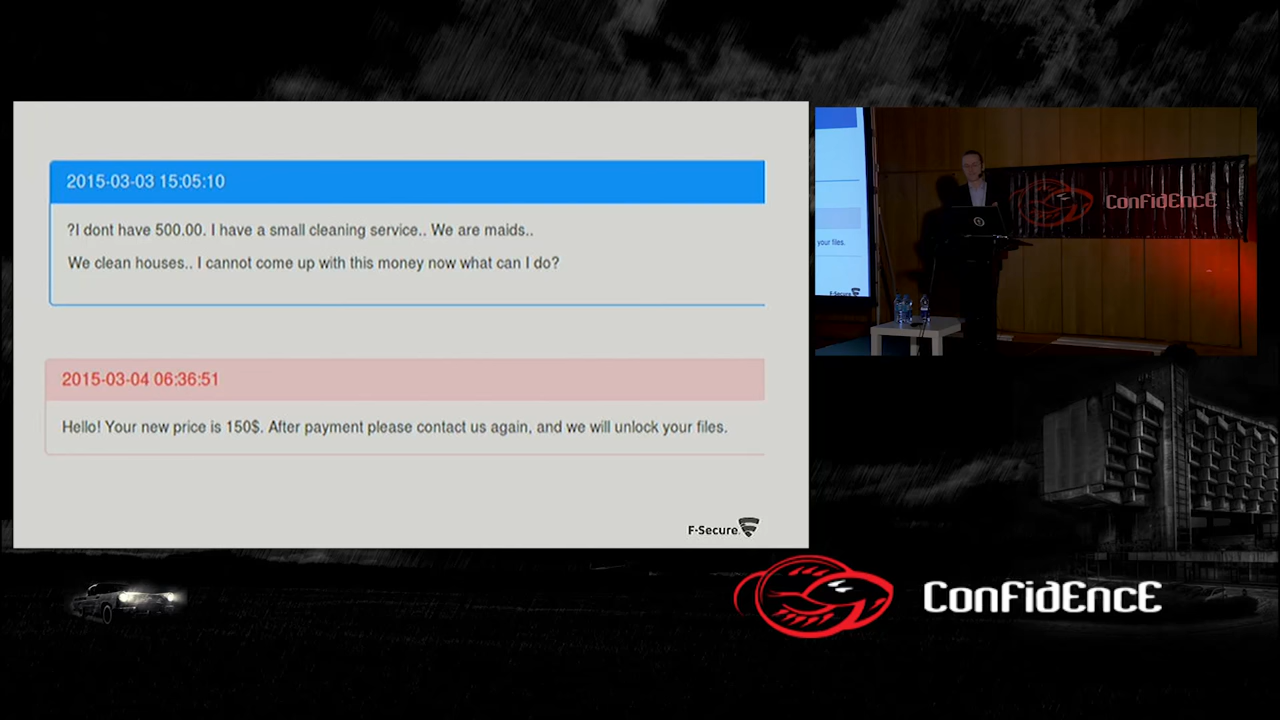 2015-03-03 15:05:10
?I dont have 500.00. I have a small cleaning service.. We are maids..
We clean houses.. I cannot come up with this money now what can I do?
2015-03-04 06:36:51
Hello! Your new price is 150$. After payment please contact us again, and we will unlock your files.
F-Secure.
your files.
F-Secure
ConFidEncE
ConFidEncE